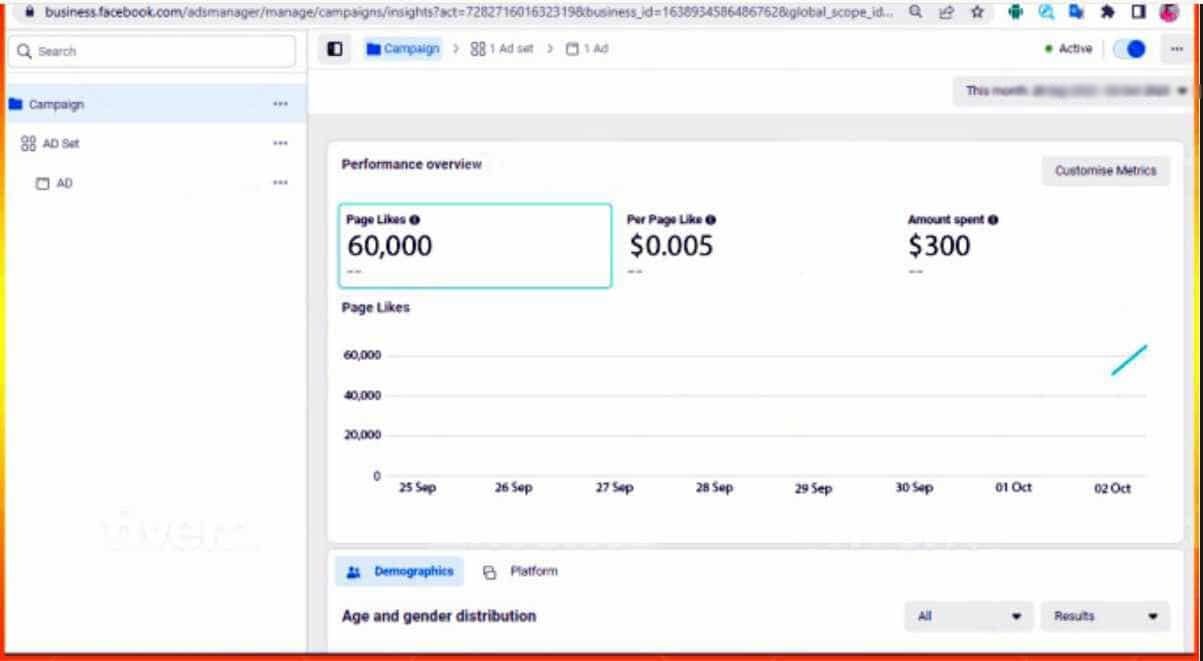 business.facebook.com/adsmanager/manage/campaigns/insights?act=728271601632319&business_id=1638934586486762&global_scope_id...
Search
Campaign > 1 Ad set > 1 Ad
Active
This month:
Campaign
AD Set
AD
Performance overview
Customise Metrics
Page Likes Per Page Like Amount spent
60,000 $0.005 $300
-- -- --
Page Likes
60,000
40,000
20,000
0
25 Sep 26 Sep 27 Sep 28 Sep 29 Sep 30 Sep 01 Oct 02 Oct
fiverr.
Demographics Platform
Age and gender distribution
All Results